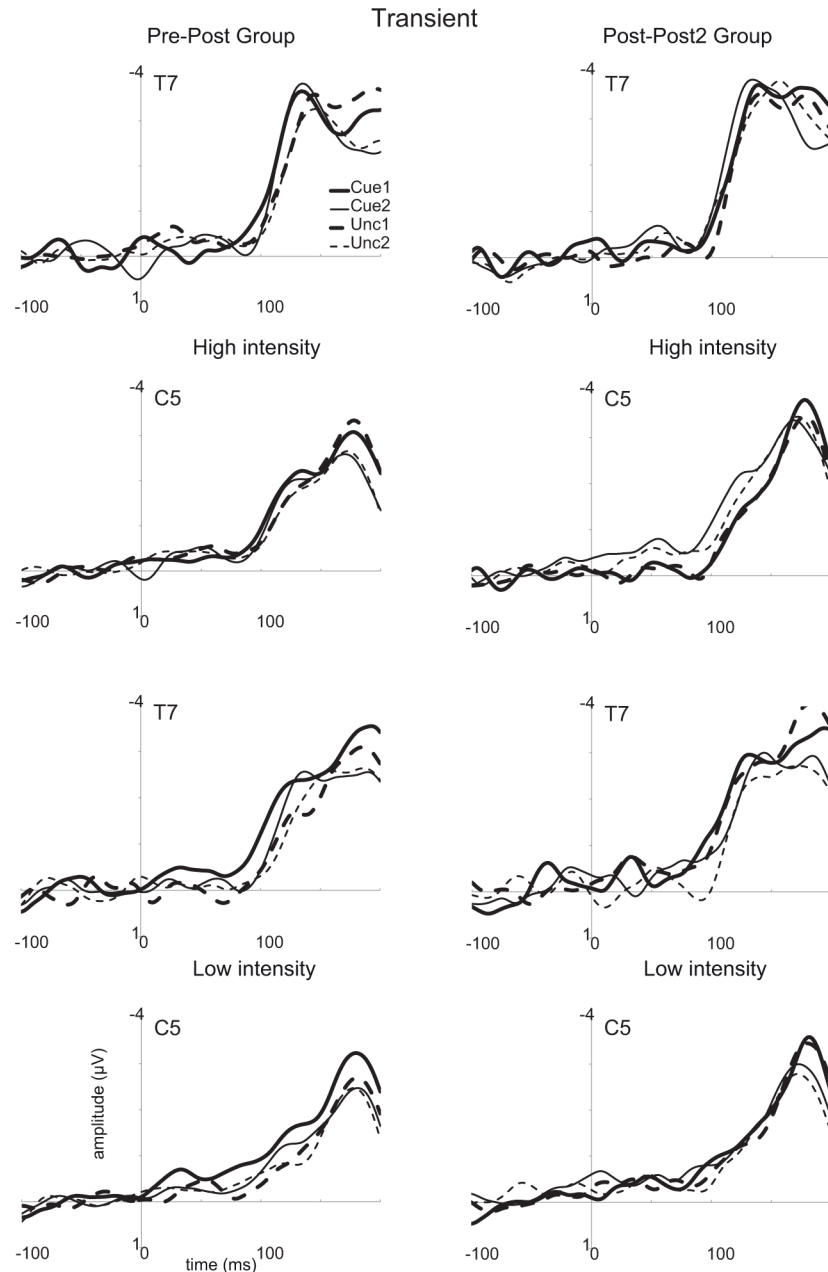 Transient
Pre-Post Group
Post-Post2 Group
-4
T7
Cue1
Cue2
Unc1
Unc2
1
-100
0
100
-4
T7
1
-100
0
100
High intensity
High intensity
-4
C5
1
-100
0
100
-4
C5
1
-100
0
100
-4
T7
1
-100
0
100
-4
T7
1
-100
0
100
Low intensity
Low intensity
-4
C5
amplitude (µV)
1
-100
0
100
time (ms)
-4
C5
1
-100
0
100